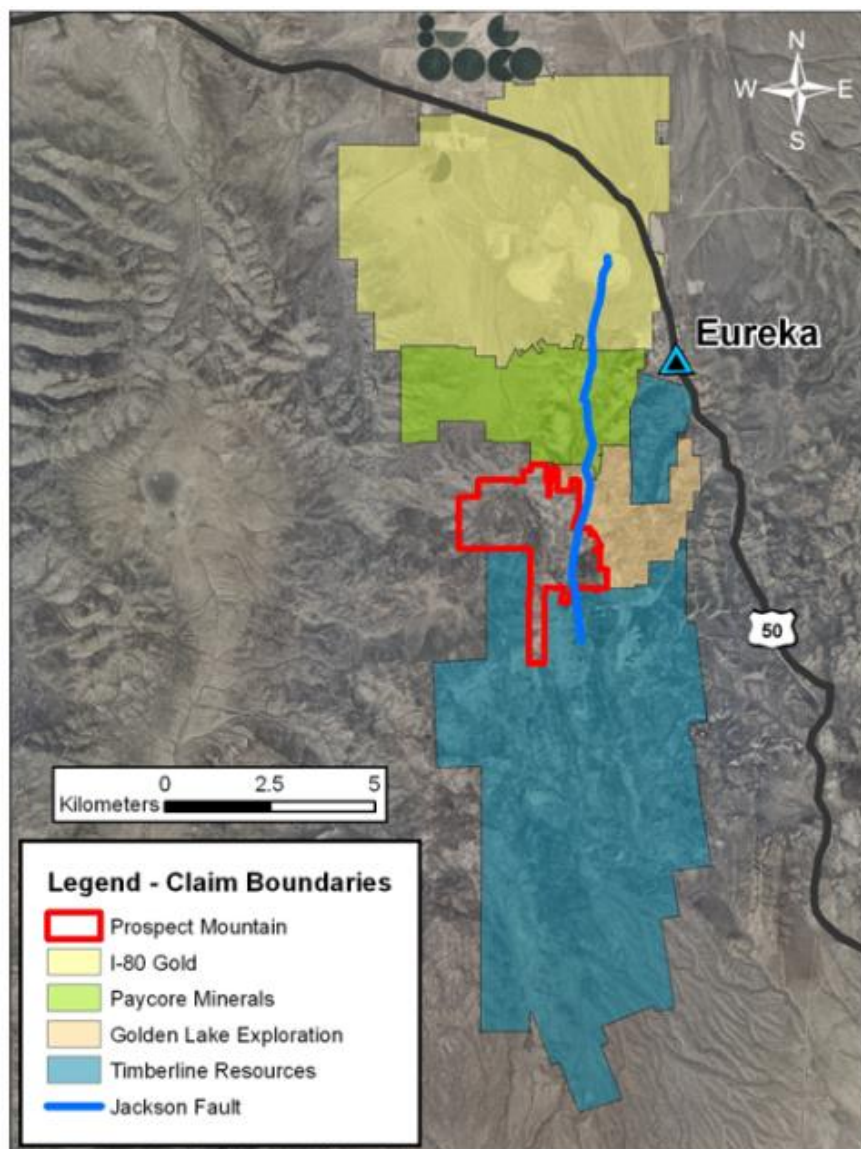 N
W E
S
Eureka
50
0 2.5 5
Kilometers
Legend - Claim Boundaries
Prospect Mountain
I-80 Gold
Paycore Minerals
Golden Lake Exploration
Timberline Resources
Jackson Fault